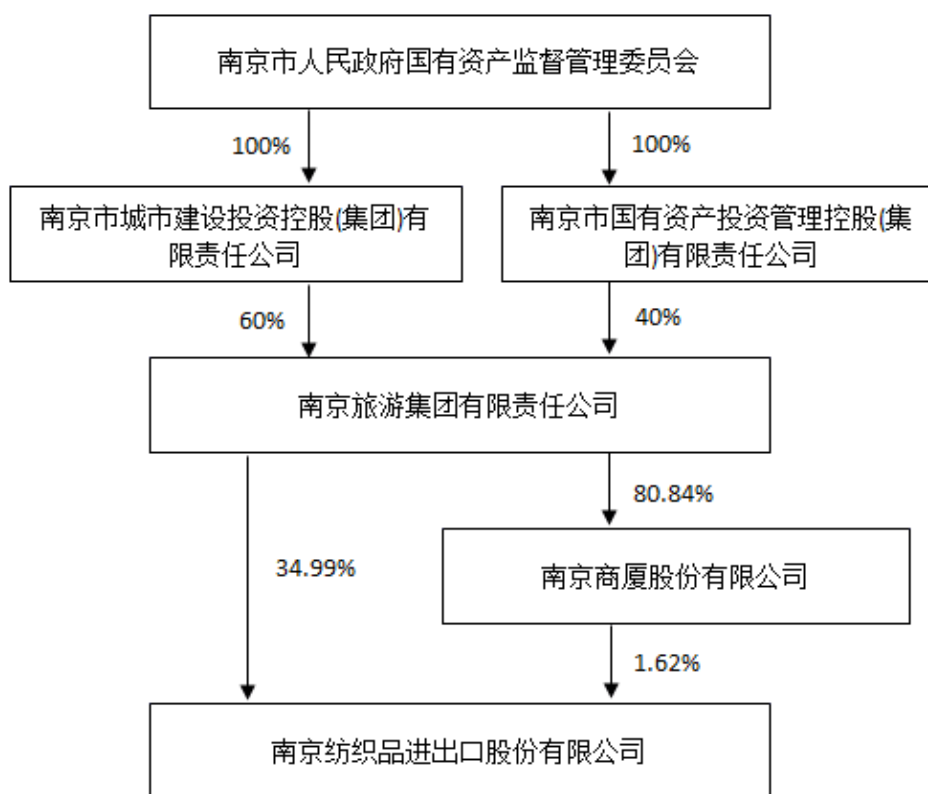 南京市人民政府国有资产监督管理委员会
100%
100%
南京市城市建设投资控股(集团)有
限责任公司
南京市国有资产投资管理控股(集
团)有限责任公司
60%
40%
南京旅游集团有限责任公司
80.84%
34.99%
南京商厦股份有限公司
1.62%
南京纺织品进出口股份有限公司